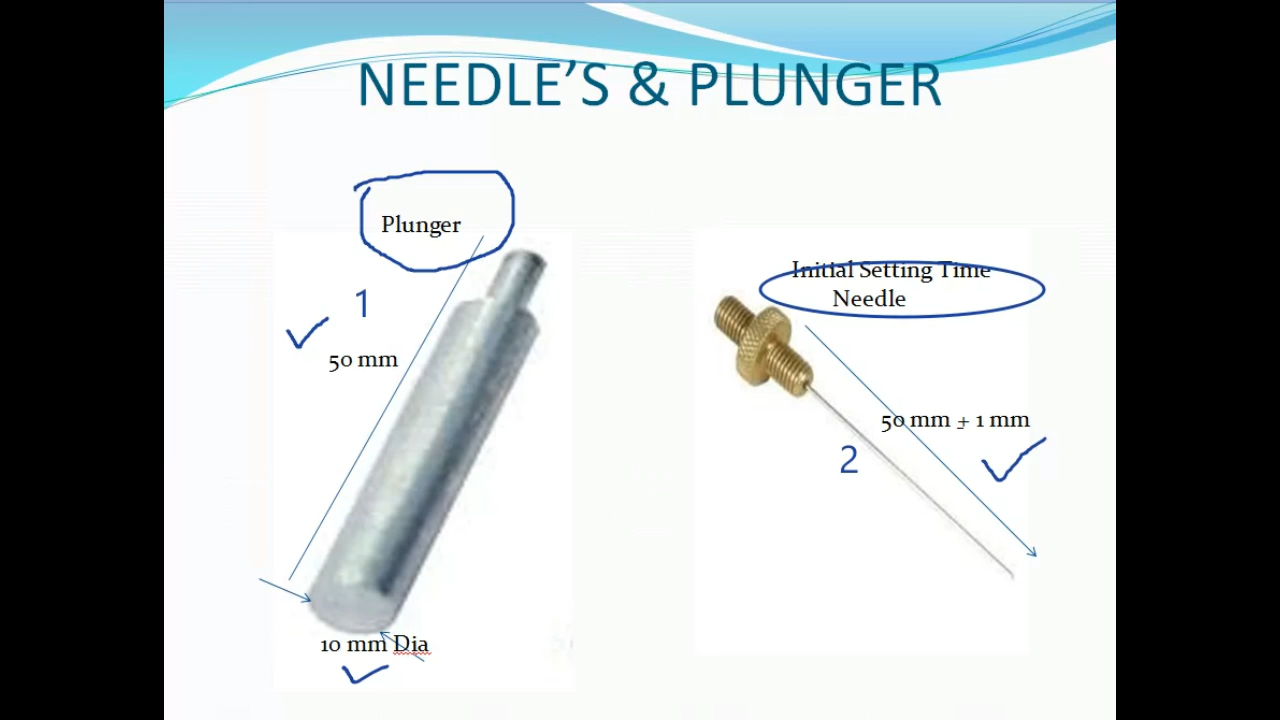 NEEDLE’S & PLUNGER
Plunger
1
50 mm
10 mm Dia
Initial Setting Time
Needle
50 mm ± 1 mm
2